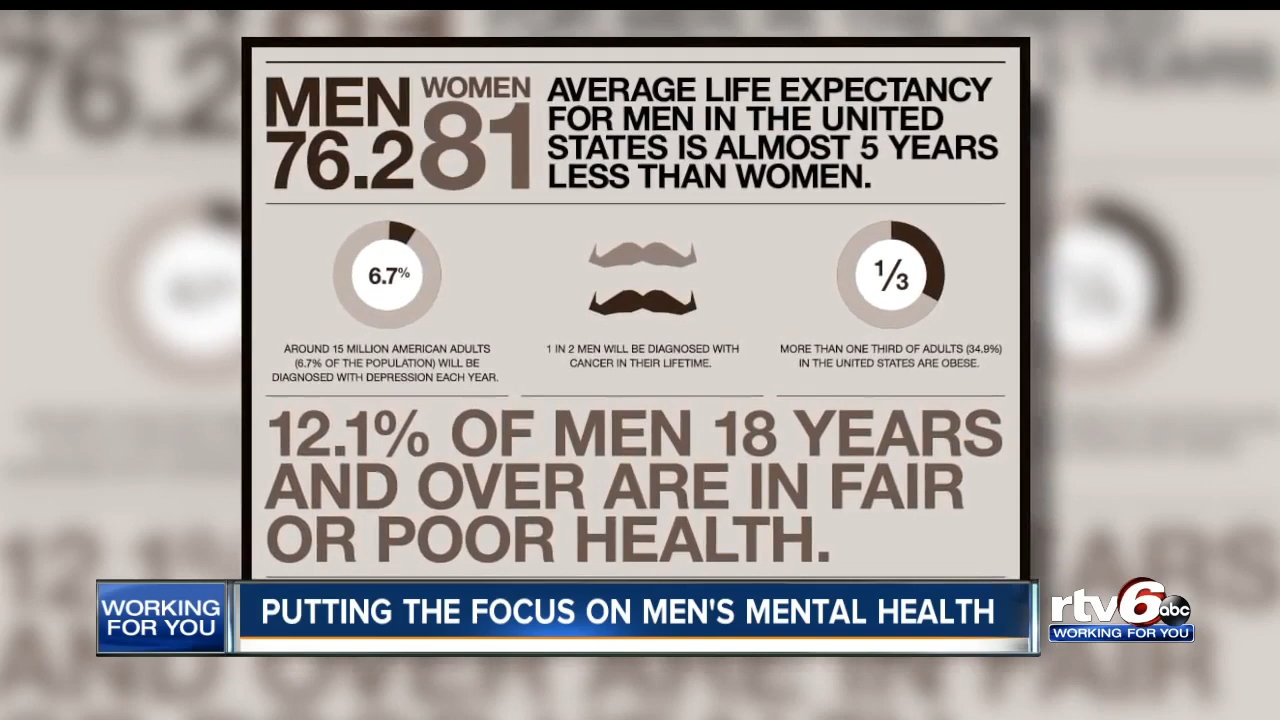 MEN
76.2
WOMEN
81
AVERAGE LIFE EXPECTANCY
FOR MEN IN THE UNITED
STATES IS ALMOST 5 YEARS
LESS THAN WOMEN.
6.7%
AROUND 15 MILLION AMERICAN ADULTS
(6.7% OF THE POPULATION) WILL BE
DIAGNOSED WITH DEPRESSION EACH YEAR.
1 IN 2 MEN WILL BE DIAGNOSED WITH
CANCER IN THEIR LIFETIME.
1/3
MORE THAN ONE THIRD OF ADULTS (34.9%)
IN THE UNITED STATES ARE OBESE.
12.1% OF MEN 18 YEARS
AND OVER ARE IN FAIR
OR POOR HEALTH.
WORKING
FOR YOU
PUTTING THE FOCUS ON MEN'S MENTAL HEALTH
rtv6 abc
WORKING FOR YOU